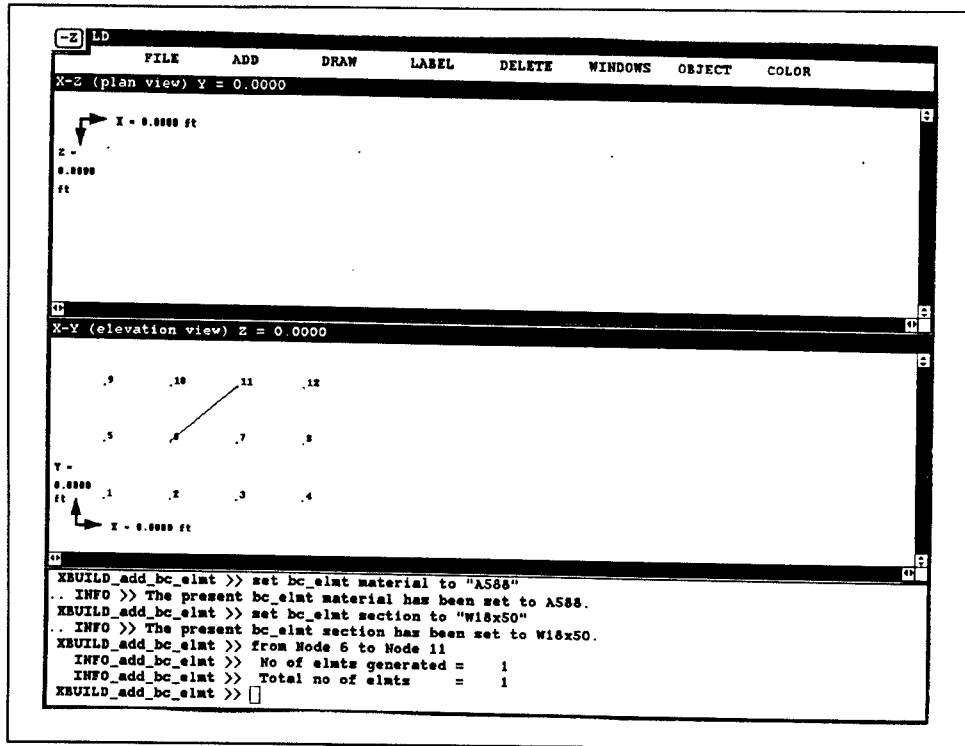 -Z LD
FILE ADD DRAW LABEL DELETE WINDOWS OBJECT COLOR
X-Z (plan view) Y = 0.0000
X = 0.0000 ft
Z =
0.0000
ft
X-Y (elevation view) Z = 0.0000
.9 .10 .11 .12
.5 .6 .7 .8
Y =
0.0000
ft
.1 .2 .3 .4
X = 0.0000 ft
XBUILD_add_bc_elmt >> set bc_elmt material to "A588"
.. INFO >> The present bc_elmt material has been set to A588.
XBUILD_add_bc_elmt >> set bc_elmt section to "W18x50"
.. INFO >> The present bc_elmt section has been set to W18x50.
XBUILD_add_bc_elmt >> from Node 6 to Node 11
INFO_add_bc_elmt >> No of elmts generated = 1
INFO_add_bc_elmt >> Total no of elmts = 1
XBUILD_add_bc_elmt >>